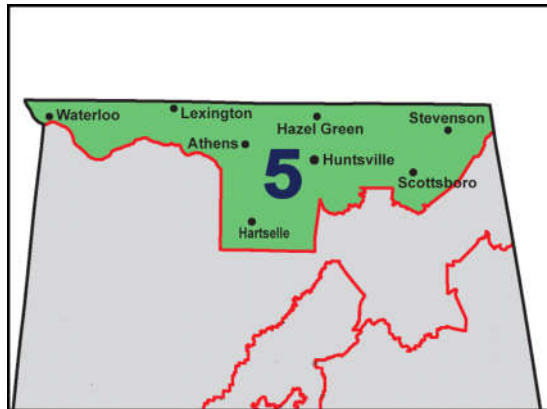 Waterloo
Lexington
Hazel Green
Stevenson
Athens
5
Huntsville
Scottsboro
Hartselle